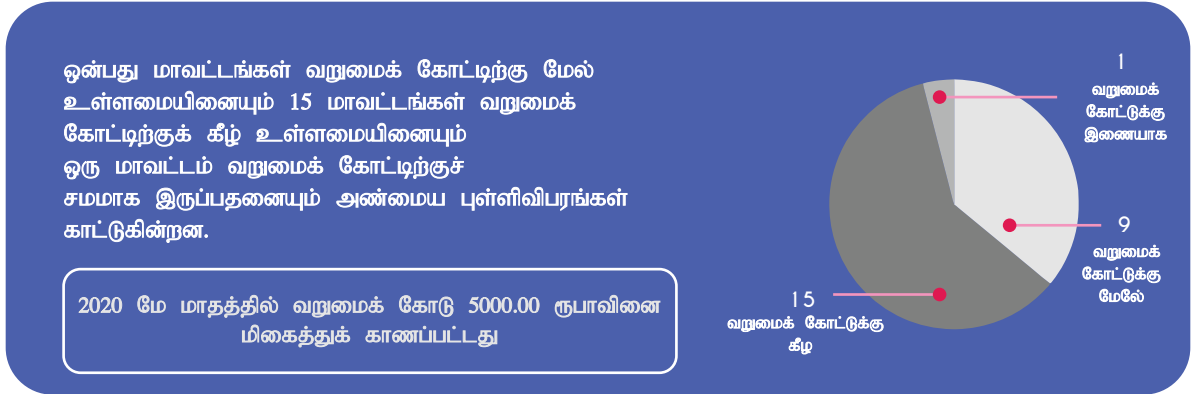 ஒன்பது மாவட்டங்கள் வறுமைக் கோட்டிற்கு மேல்
உள்ளமையினையும் 15 மாவட்டங்கள் வறுமைக்
கோட்டிற்குக் கீழ் உள்ளமையினையும்
ஒரு மாவட்டம் வறுமைக் கோட்டிற்குச்
சமமாக இருப்பதனையும் அண்மைய புள்ளிவிபரங்கள்
காட்டுகின்றன.
2020 மே மாதத்தில் வறுமைக் கோடு 5000.00 ரூபாவினை
மிகைத்துக் காணப்பட்டது
1
வறுமைக்
கோட்டுக்கு
இணையாக
9
வறுமைக்
கோட்டுக்கு
மேலே
15
வறுமைக் கோட்டுக்கு
கீழ